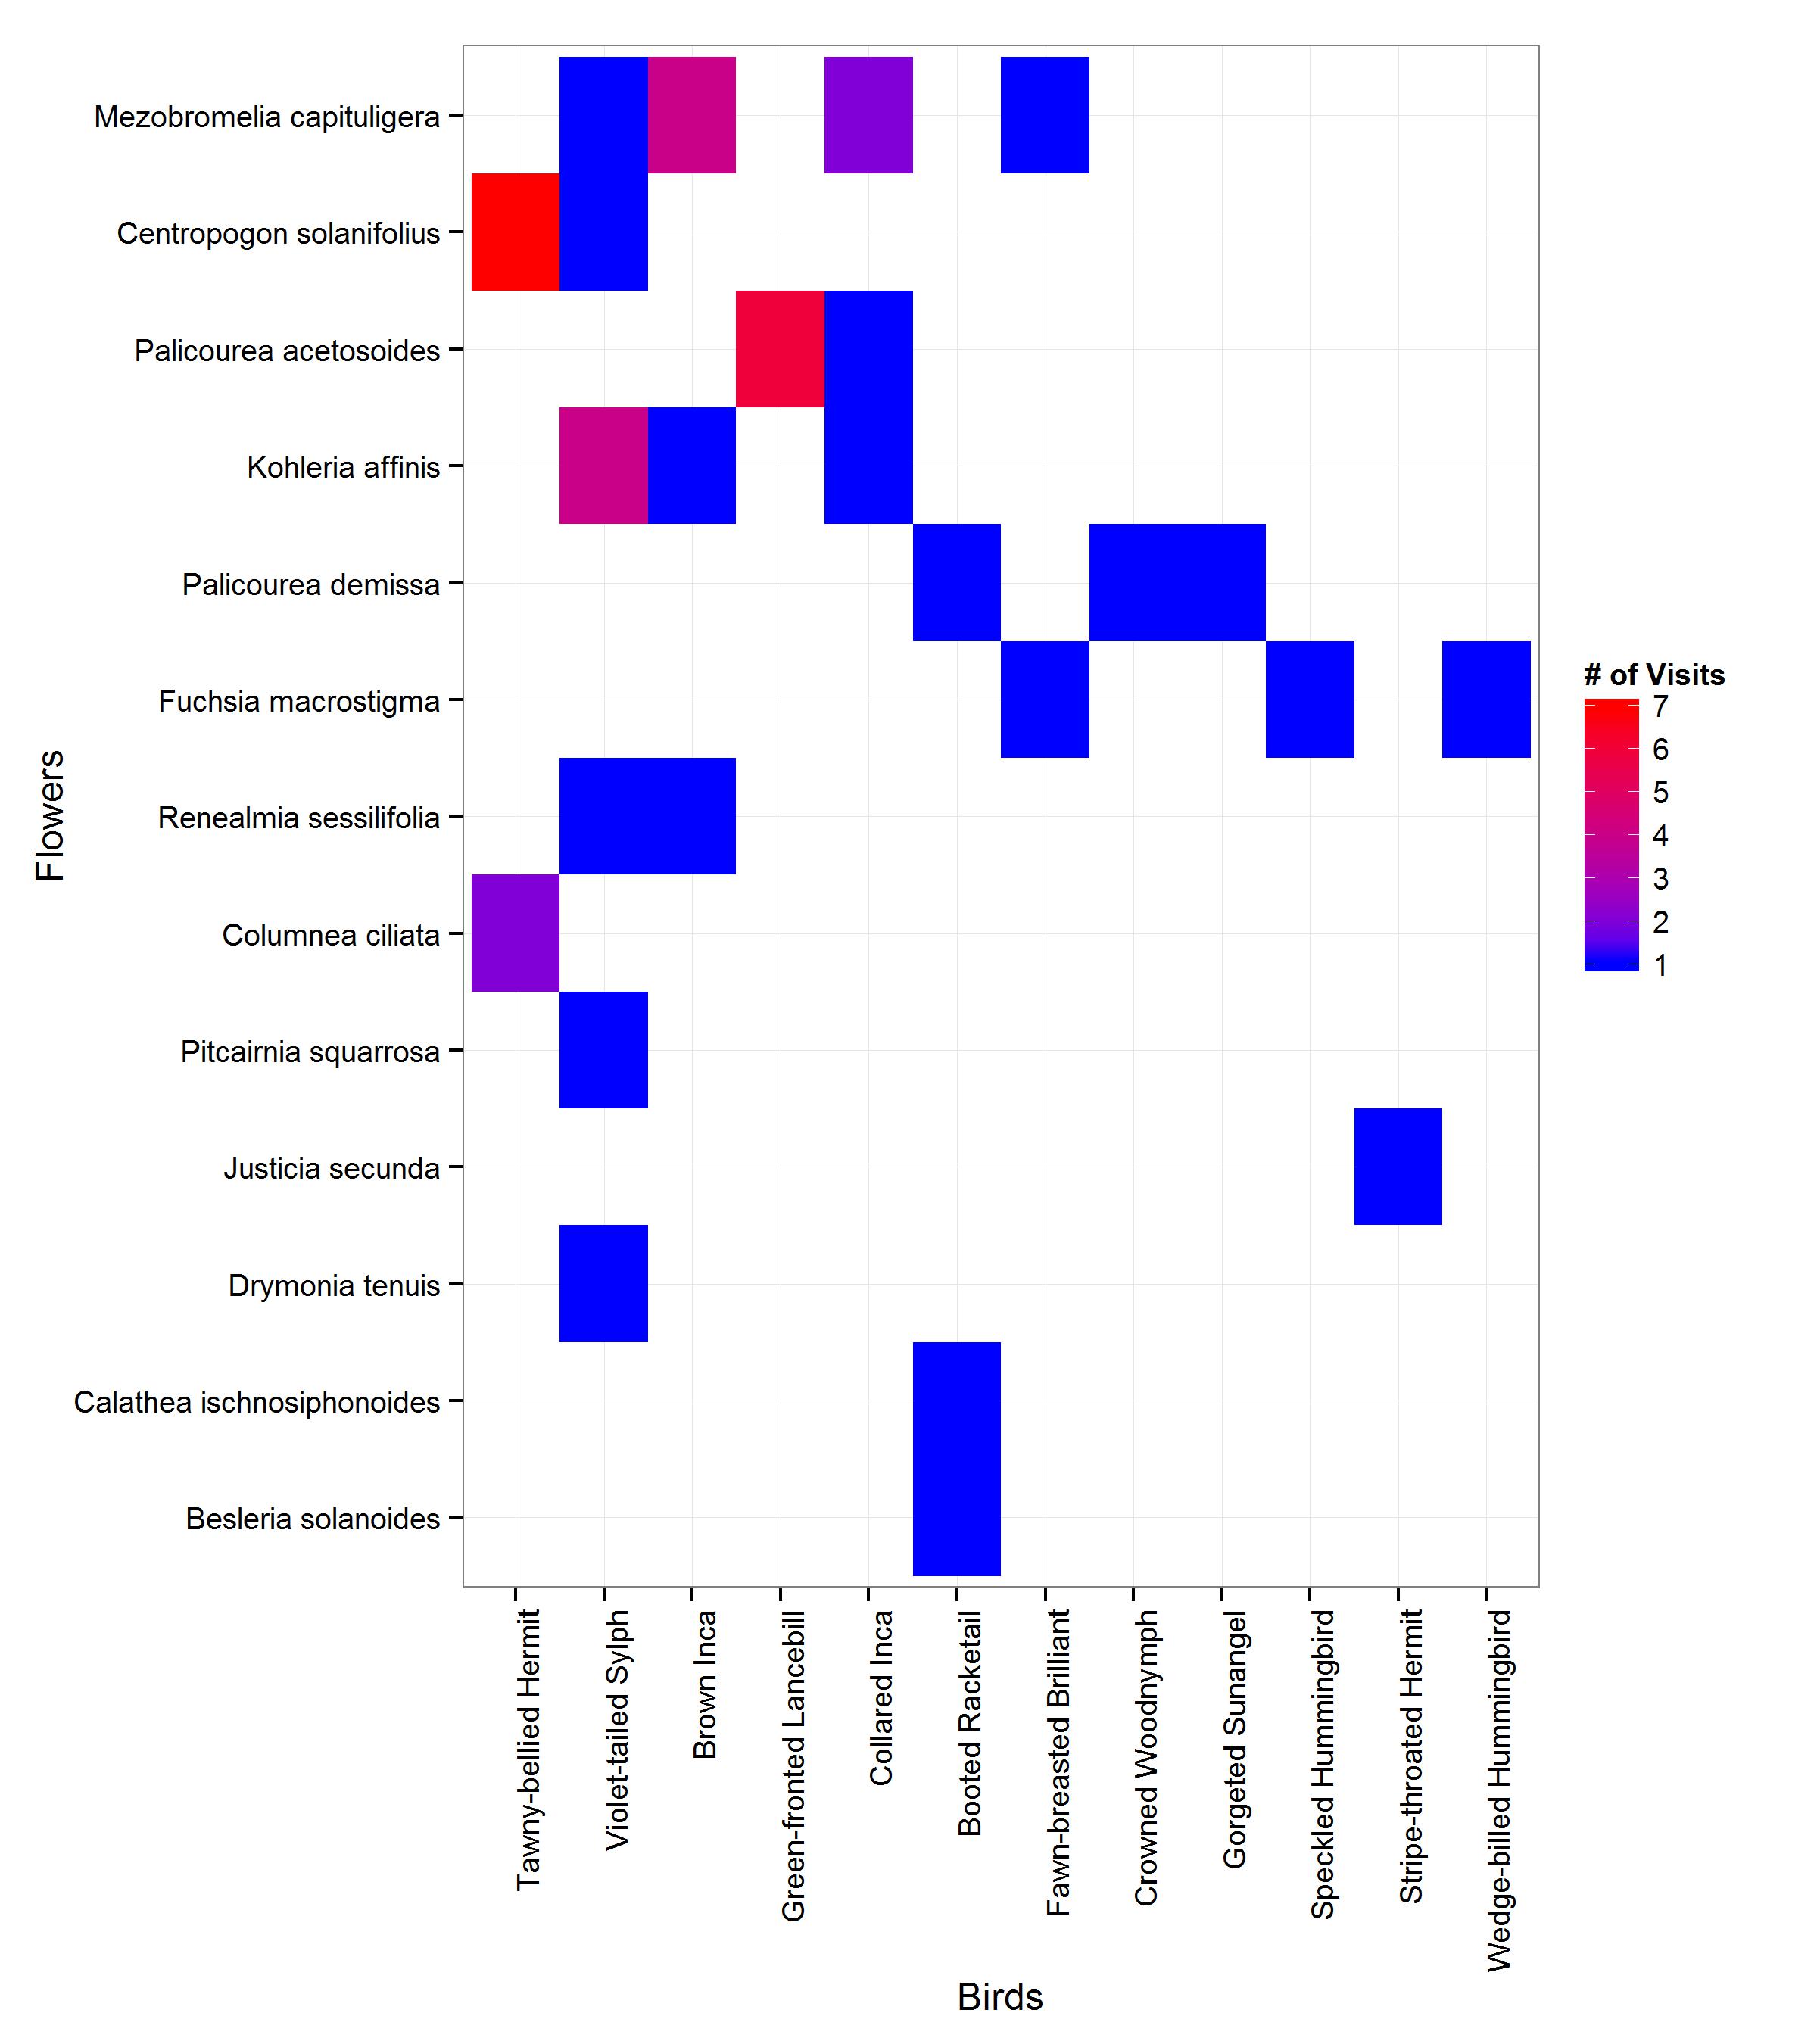 Mezobromelia capituligera
Centropogon solanifolius
Palicourea acetosoides
Kohleria affinis
Palicourea demissa
Fuchsia macrostigma
Renealmia sessilifolia
Columnea ciliata
Pitcairnia squarrosa
Justicia secunda
Drymonia tenuis
Calathea ischnosiphonoides
Besleria solanoides
Flowers
Tawny-bellied Hermit
Violet-tailed Sylph
Brown Inca
Green-fronted Lancebill
Collared Inca
Booted Racketail
Fawn-breasted Brilliant
Crowned Woodnymph
Gorgeted Sunangel
Speckled Hummingbird
Stripe-throated Hermit
Wedge-billed Hummingbird
Birds
# of Visits
7
6
5
4
3
2
1